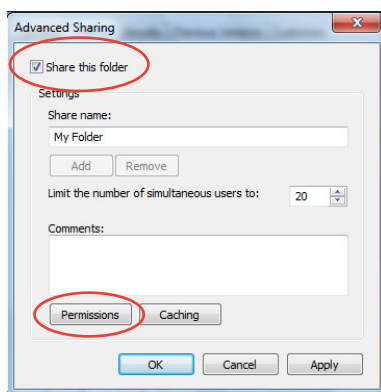 Advanced Sharing
Share this folder
Settings
Share name:
My Folder
Add Remove
Limit the number of simultaneous users to: 20
Comments:
Permissions Caching
OK Cancel Apply